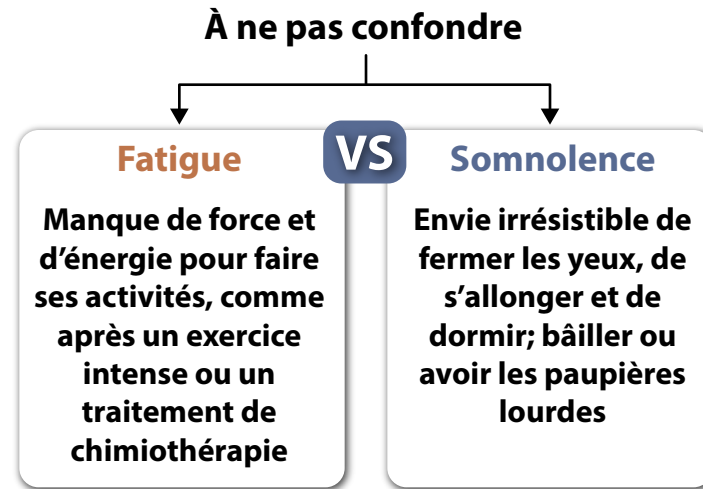 À ne pas confondre
Fatigue
VS
Somnolence
Manque de force et
d’énergie pour faire
ses activités, comme
après un exercice
intense ou un
traitement de
chimiothérapie
Envie irrésistible de
fermer les yeux, de
s’allonger et de
dormir; bâiller ou
avoir les paupières
lourdes